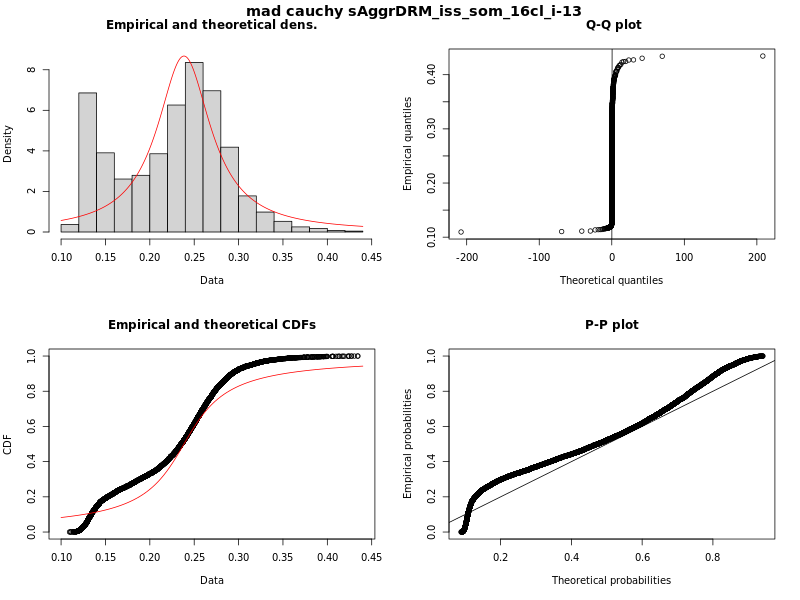 mad cauchy sAggrDRM_iss_som_16cl_i-13
Empirical and theoretical dens.
Density
0 2 4 6 8
0.10 0.15 0.20 0.25 0.30 0.35 0.40 0.45
Data
Q-Q plot
Empirical quantiles
0.10 0.20 0.30 0.40
-200 -100 0 100 200
Theoretical quantiles
Empirical and theoretical CDFs
CDF
0.0 0.2 0.4 0.6 0.8 1.0
0.10 0.15 0.20 0.25 0.30 0.35 0.40 0.45
Data
P-P plot
Empirical probabilities
0.0 0.2 0.4 0.6 0.8 1.0
0.2 0.4 0.6 0.8
Theoretical probabilities